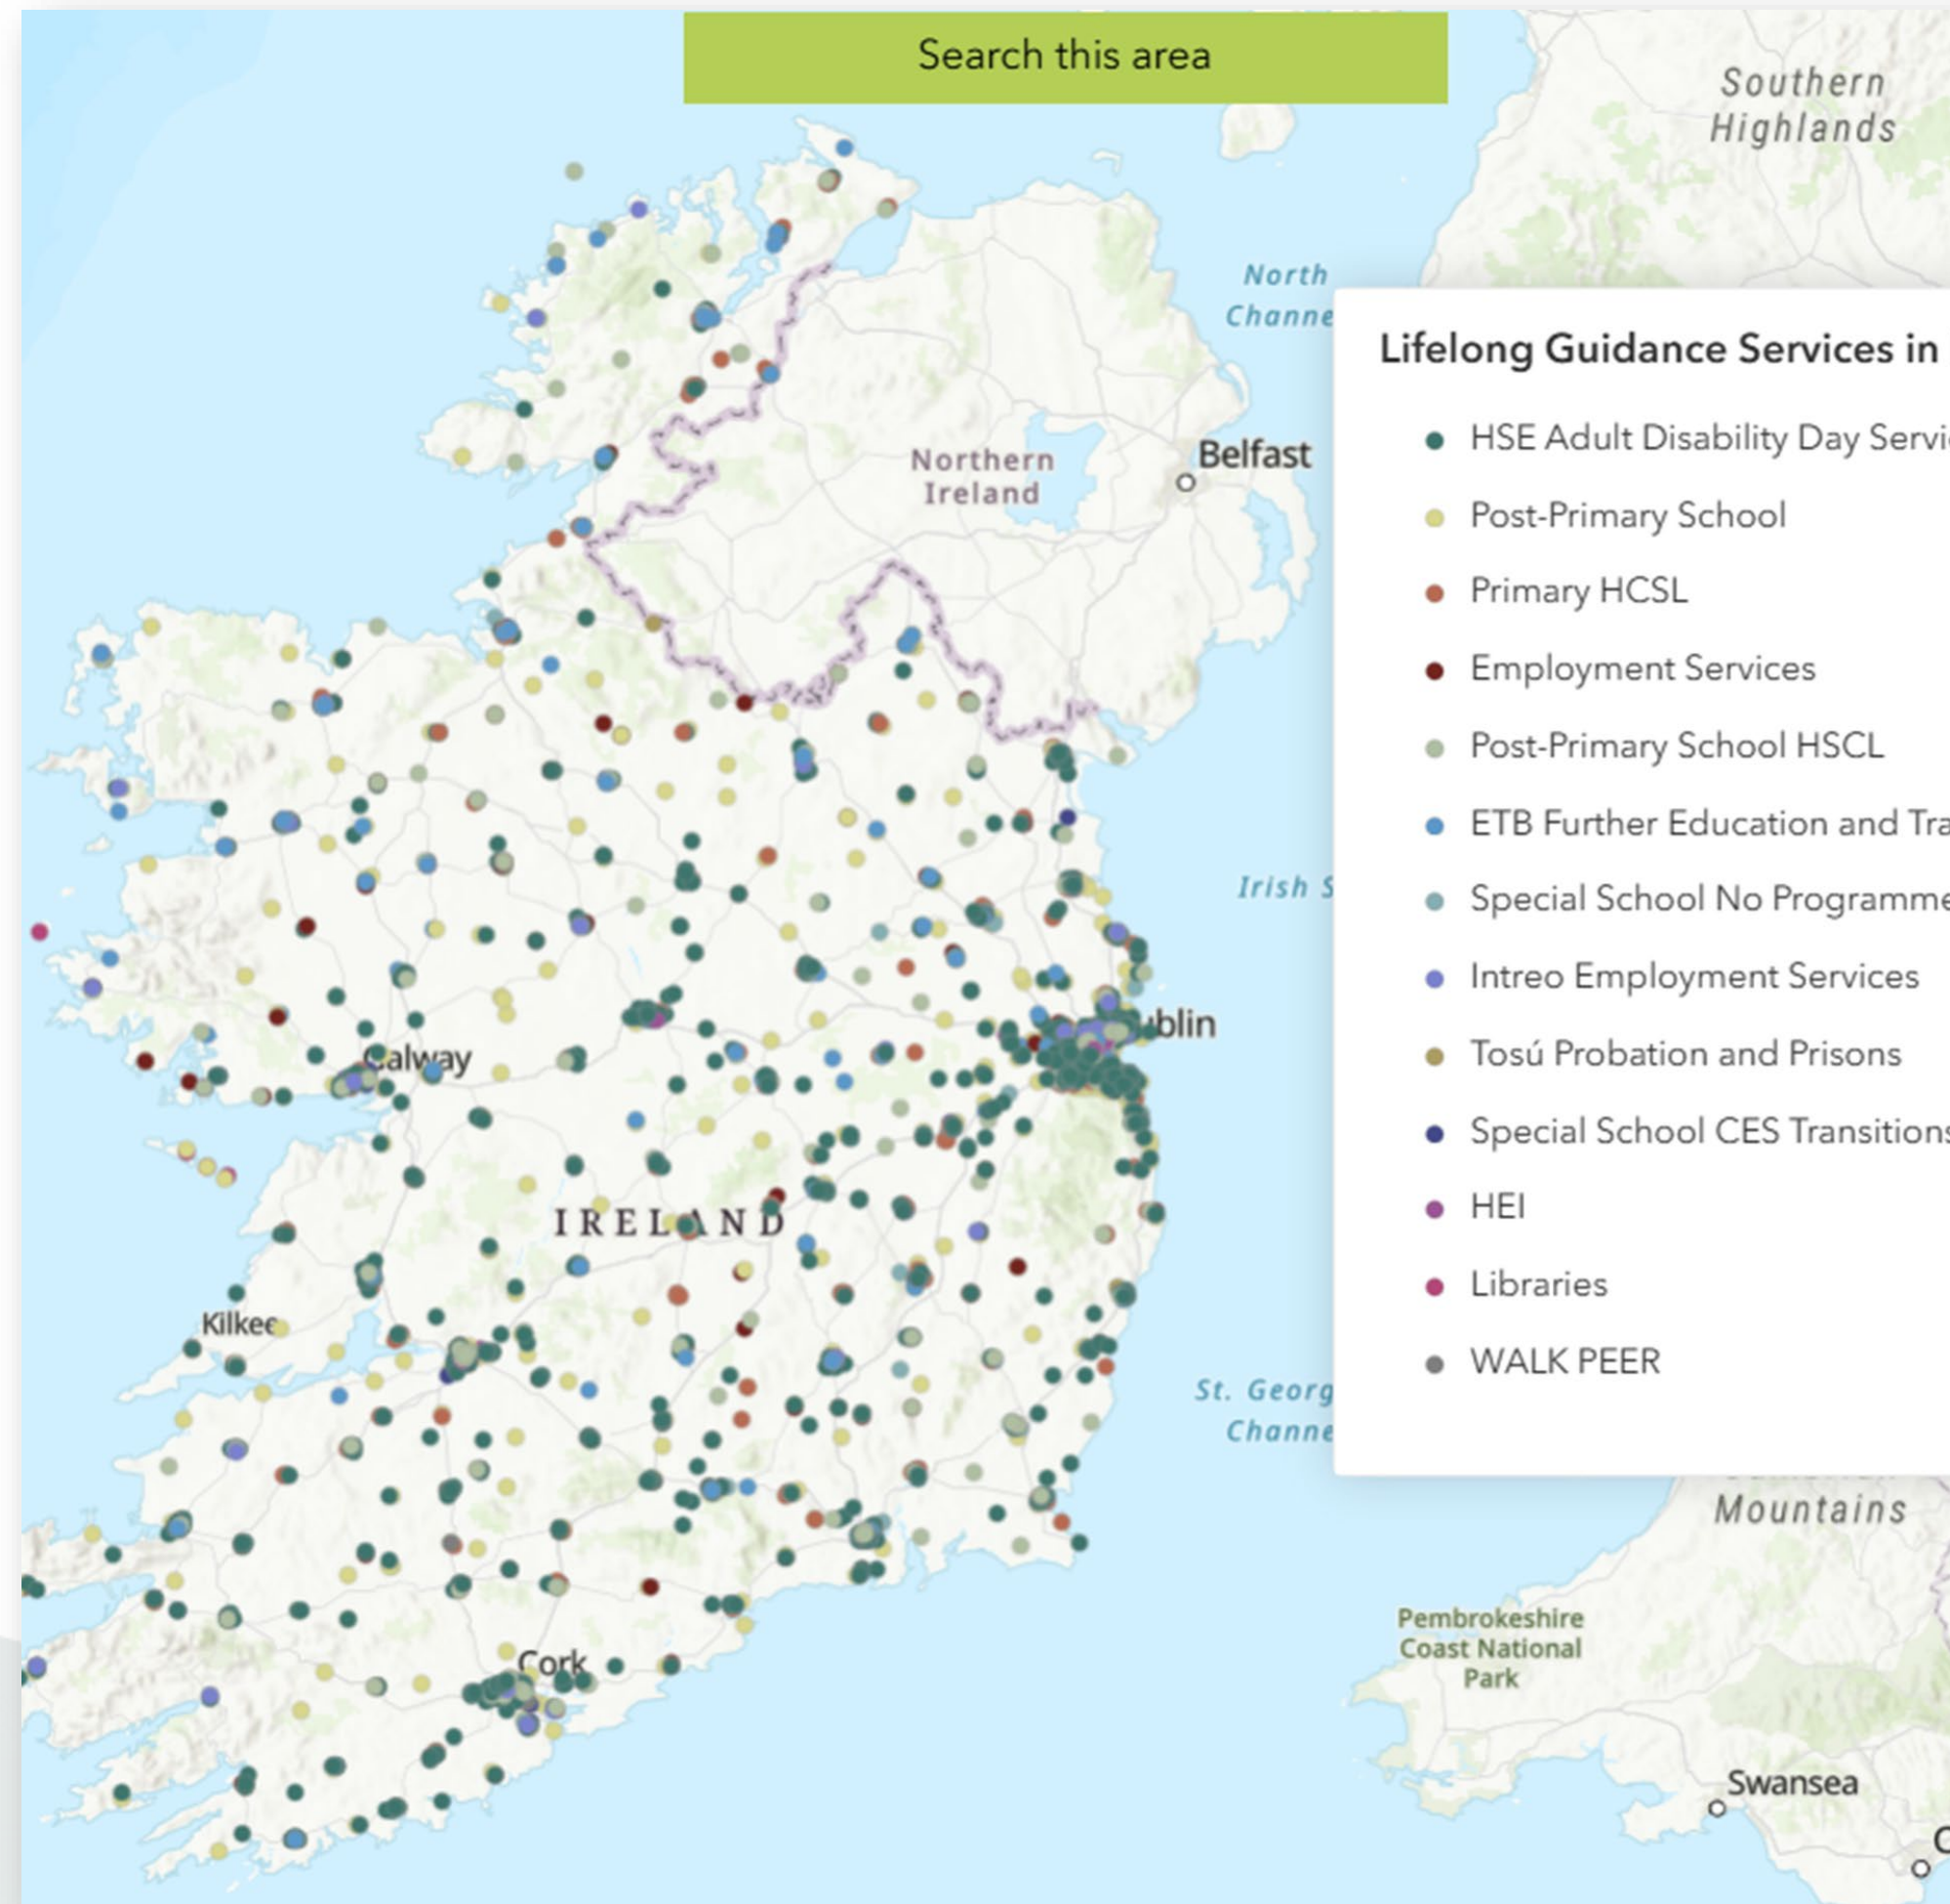 Search this area
Southern
Highlands
North
Channe
Northern
Ireland
Belfast
Irish S
Galway
blin
IRELAND
Kilkee
St. Georg
Channe
Cork
Mountains
Pembrokeshire
Coast National
Park
Swansea
C
Lifelong Guidance Services in
HSE Adult Disability Day Servi
Post-Primary School
Primary HCSL
Employment Services
Post-Primary School HSCL
ETB Further Education and Tra
Special School No Programme
Intreo Employment Services
Tosú Probation and Prisons
Special School CES Transitions
HEI
Libraries
WALK PEER